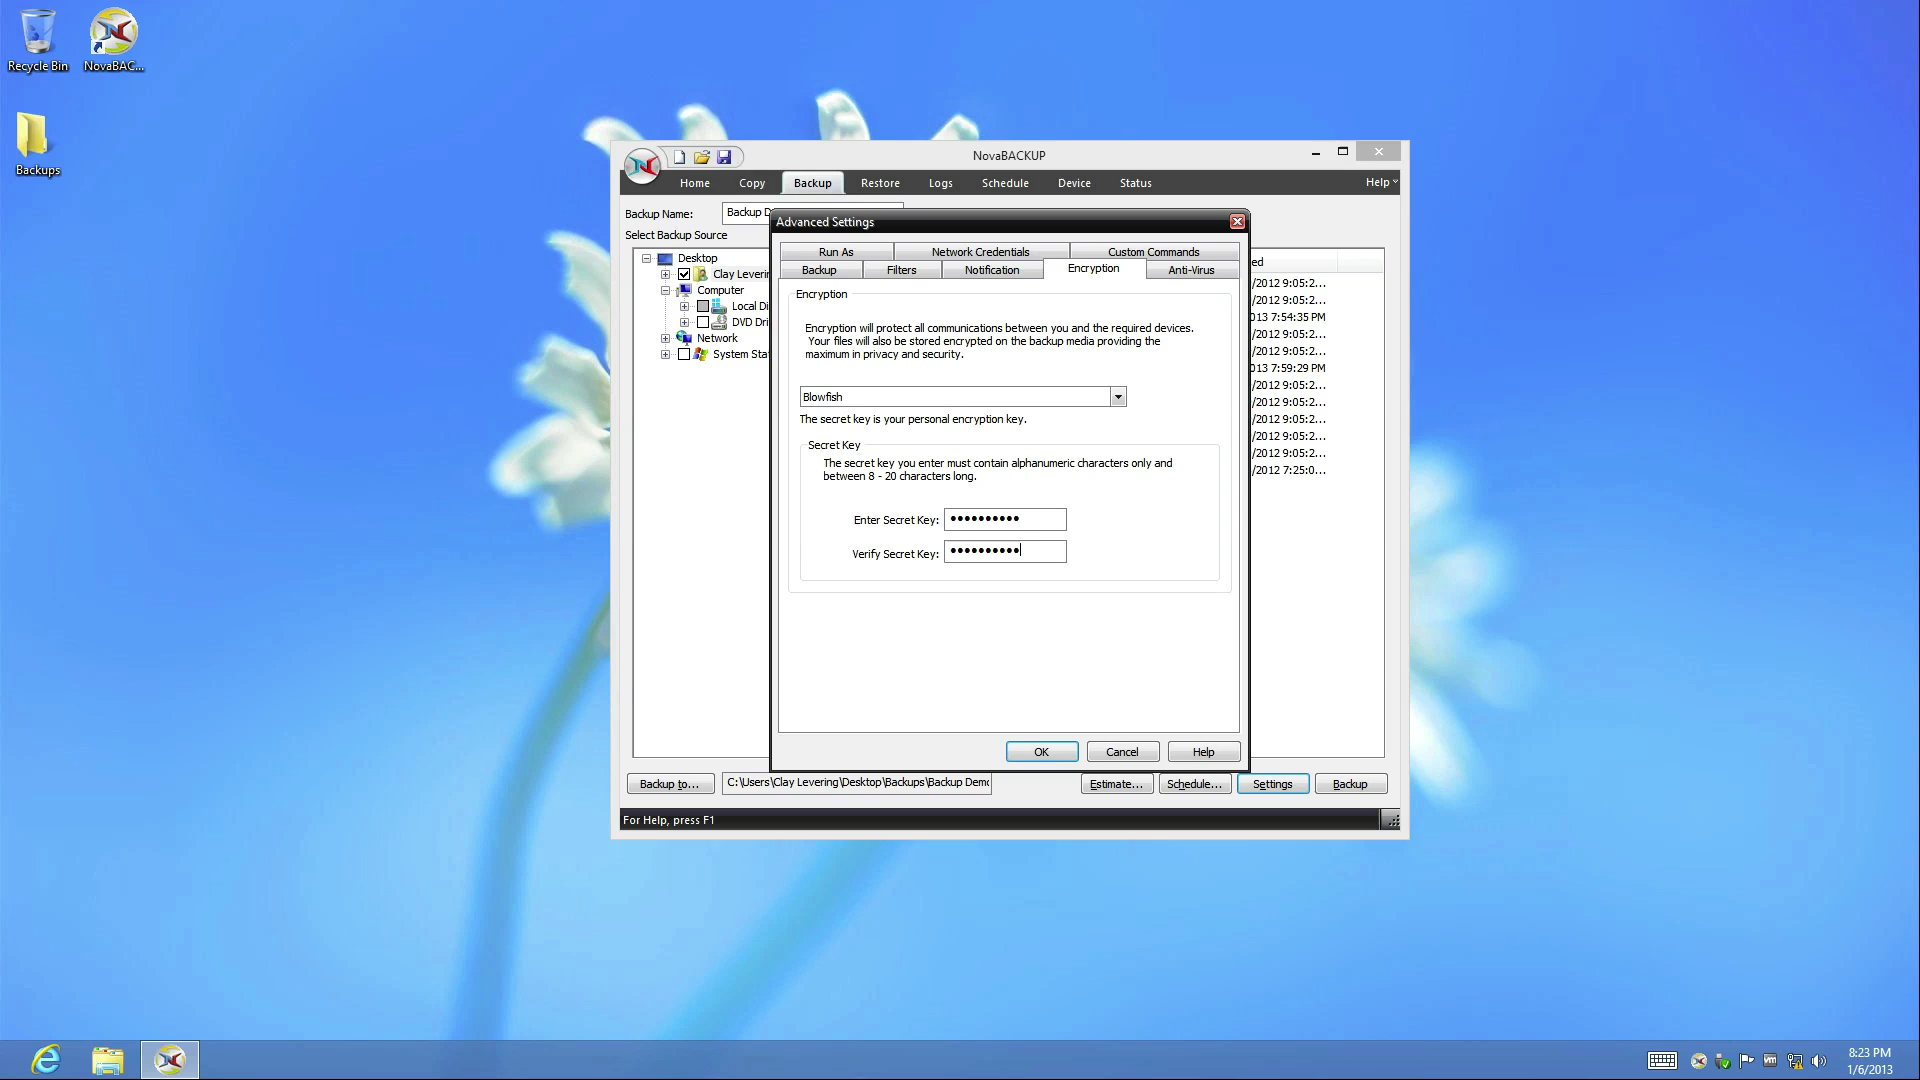 Recycle Bin
NovaBAC...
Backups
NovaBACKUP
Home
Copy
Backup
Restore
Logs
Schedule
Device
Status
Help
Backup Name:
Backup D
Select Backup Source
Desktop
Clay Leverin
Computer
Local Di
DVD Dri
Network
System Sta
Advanced Settings
Run As
Network Credentials
Custom Commands
Backup
Filters
Notification
Encryption
Anti-Virus
Encryption
Encryption will protect all communications between you and the required devices.
Your files will also be stored encrypted on the backup media providing the
maximum in privacy and security.
Blowfish
The secret key is your personal encryption key.
Secret Key
The secret key you enter must contain alphanumeric characters only and
between 8 - 20 characters long.
Enter Secret Key: ●●●●●●●●●●
Verify Secret Key: ●●●●●●●●●●
OK
Cancel
Help
ed
/2012 9:05:2...
/2012 9:05:2...
013 7:54:35 PM
/2012 9:05:2...
/2012 9:05:2...
013 7:59:29 PM
/2012 9:05:2...
/2012 9:05:2...
/2012 9:05:2...
/2012 9:05:2...
/2012 9:05:2...
/2012 7:25:0...
Backup to...
C:\Users\Clay Levering\Desktop\Backups\Backup Demo
Estimate...
Schedule...
Settings
Backup
For Help, press F1
8:23 PM
1/6/2013